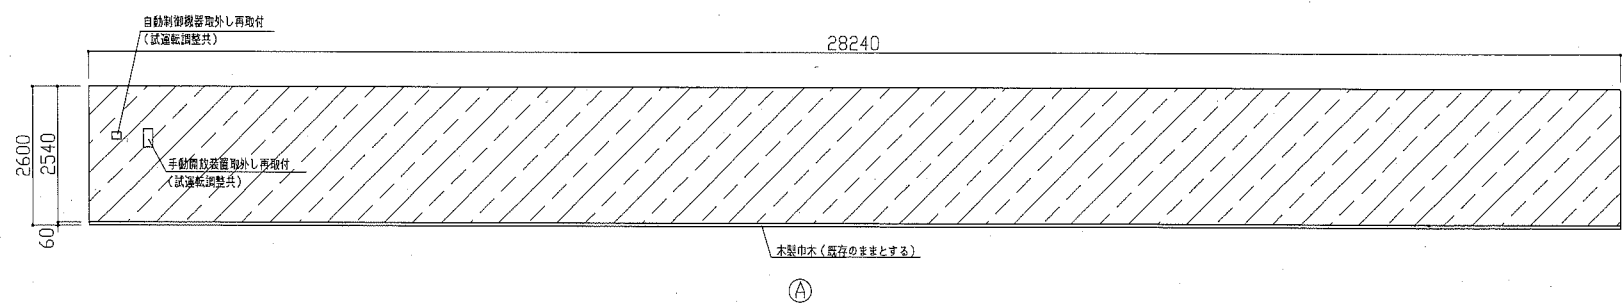 自動制御機器取外し再取付
(試運転調整共)
28240
2600
2540
60
手動開放装置取外し再取付
(試運転調整共)
木製巾木(既存のままとする)
A